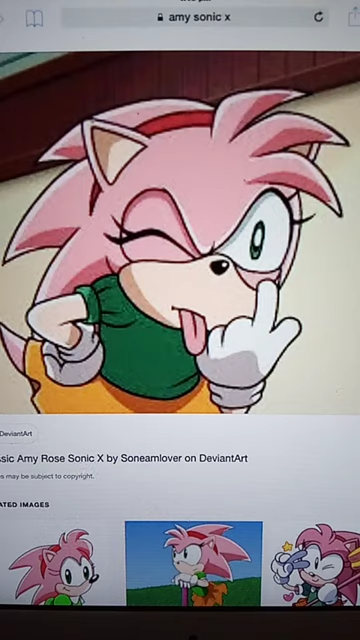 amy sonic x
DeviantArt
sic Amy Rose Sonic X by Soneamlover on DeviantArt
s may be subject to copyright.
ATED IMAGES